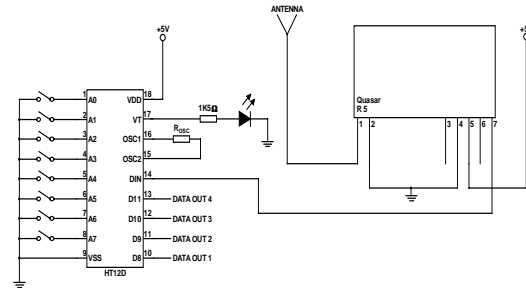 ANTENNA
+5V
+5
1 A0 VDD 18
2 A1 VT 17
1K5Ω
3 A2 OSC1 16
ROSC
4 A3 OSC2 15
5 A4 DIN 14
6 A5 D11 13 DATA OUT 4
7 A6 D10 12 DATA OUT 3
8 A7 D9 11 DATA OUT 2
9 VSS D8 10 DATA OUT 1
HT12D
Quasar
R 5
1 2 3 4 5 6 7